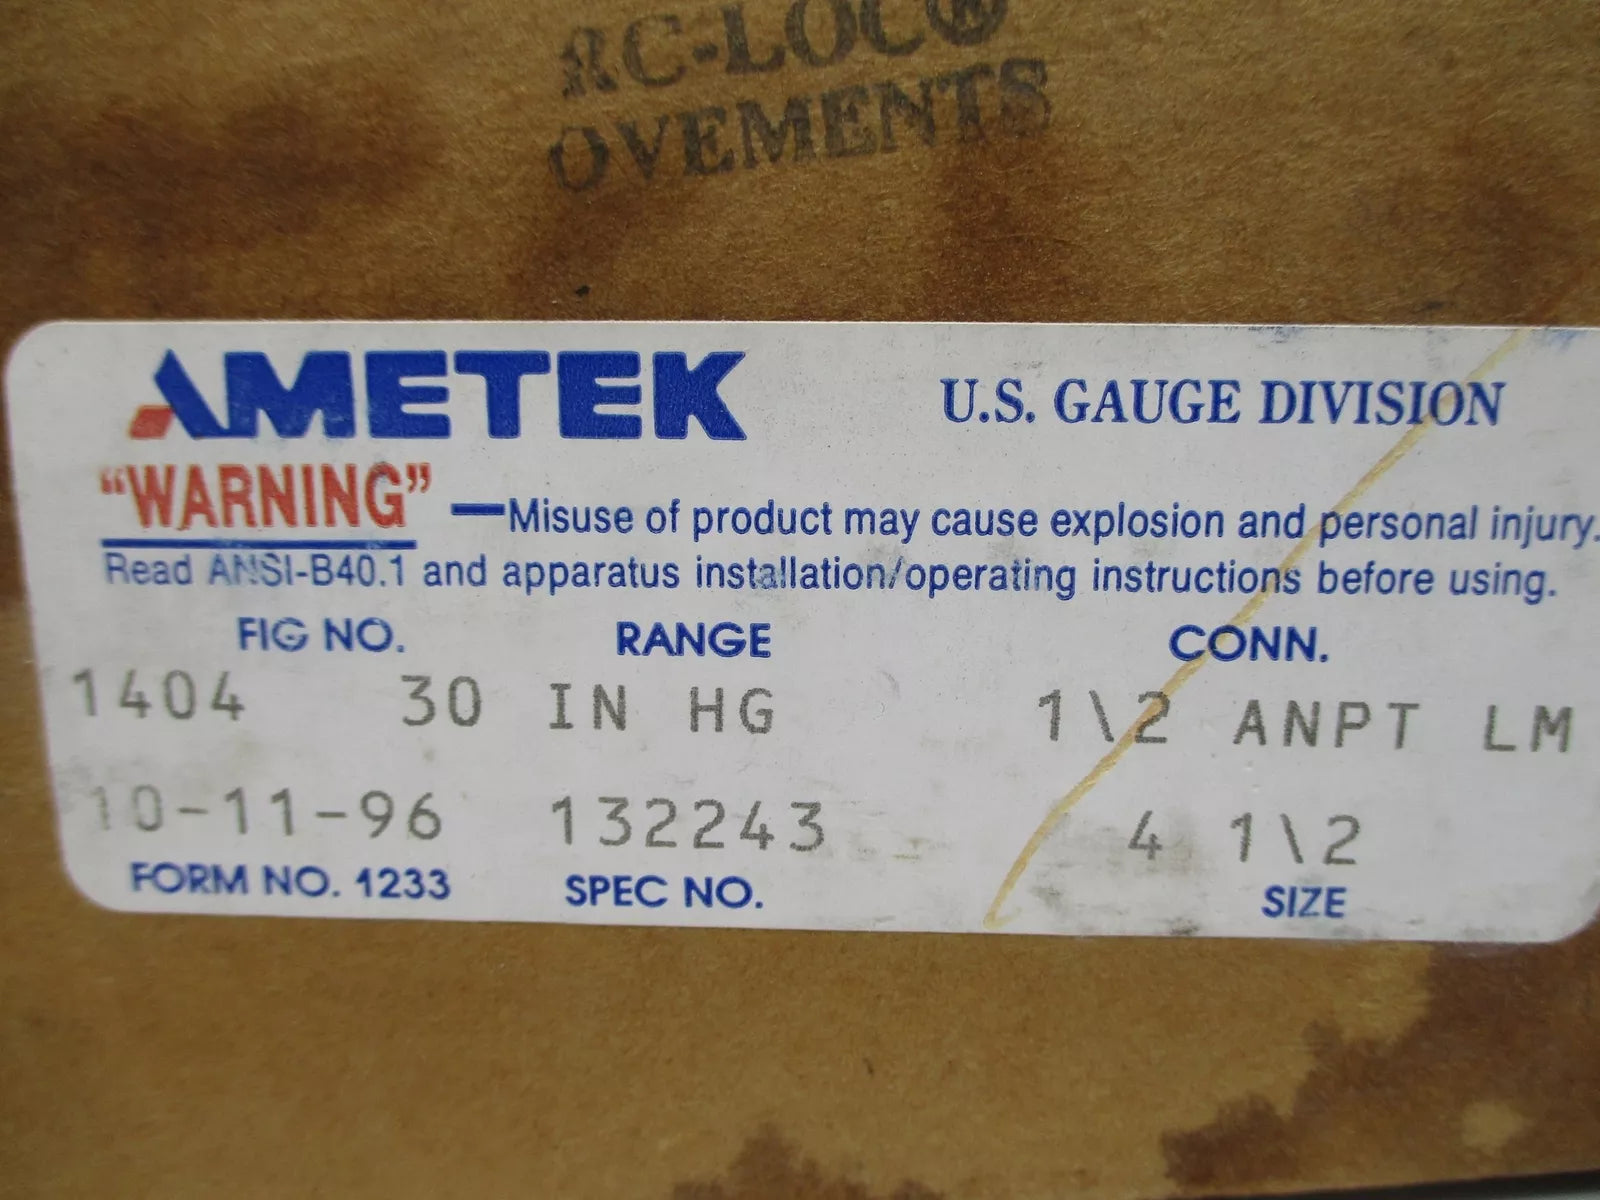 RC-LOC®
OVEMENTS
AMETEK U.S. GAUGE DIVISION
“WARNING” —Misuse of product may cause explosion and personal injury.
Read ANSI-B40.1 and apparatus installation/operating instructions before using.
FIG NO. RANGE CONN.
1404 30 IN HG 1\2 ANPT LM
10-11-96 132243 4 1\2
FORM NO. 1233 SPEC NO. SIZE